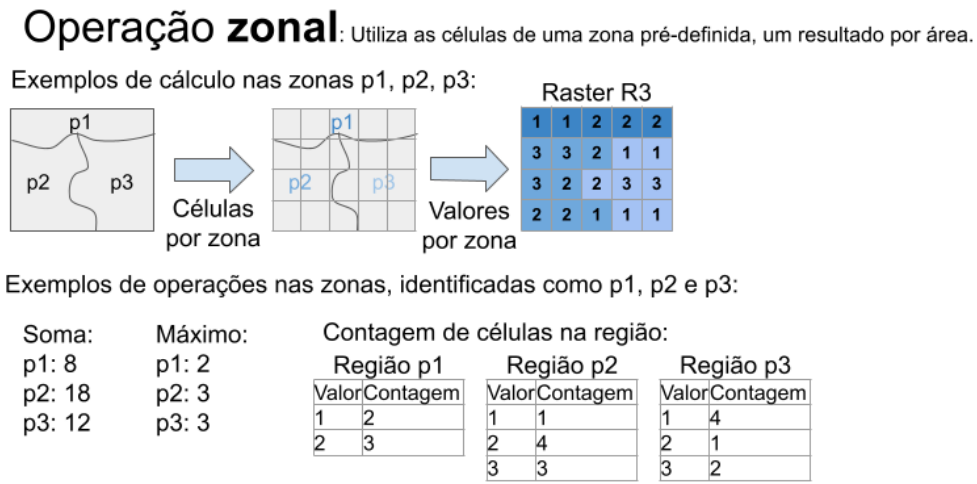 Operação zonal: Utiliza as células de uma zona pré-definida, um resultado por área.
Exemplos de cálculo nas zonas p1, p2, p3:
p1
p2 p3
Células
por zona
p1
p2 p3
Valores
por zona
Raster R3
1 1 2 2 2
3 3 2 1 1
3 2 2 3 3
2 2 1 1 1
Exemplos de operações nas zonas, identificadas como p1, p2 e p3:
Soma:
p1: 8
p2: 18
p3: 12
Máximo:
p1: 2
p2: 3
p3: 3
Contagem de células na região:
Região p1
Valor Contagem
1 2
2 3
Região p2
Valor Contagem
1 1
2 4
3 3
Região p3
Valor Contagem
1 4
2 1
3 2